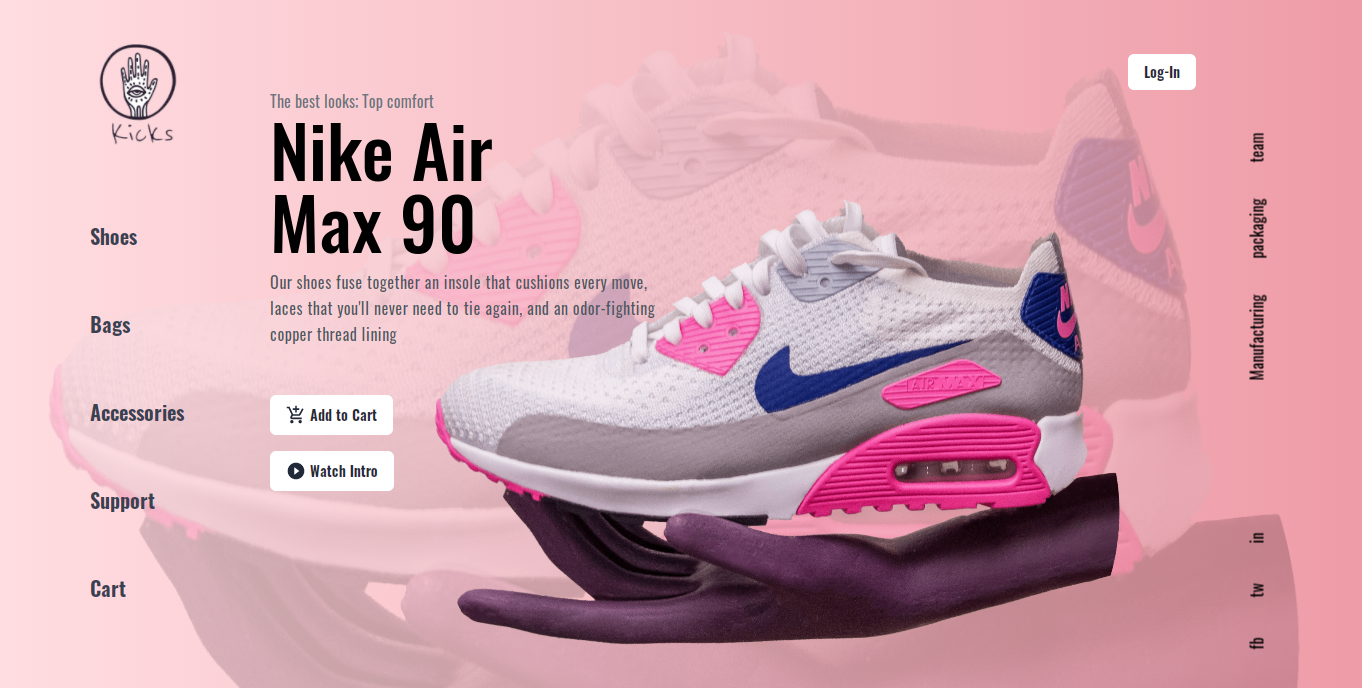 Kicks
Shoes
Bags
Accessories
Support
Cart
The best looks; Top comfort
Nike Air
Max 90
Our shoes fuse together an insole that cushions every move,
laces that you'll never need to tie again, and an odor-fighting
copper thread lining
Add to Cart
Watch Intro
AIR MAX
Log-In
team
packaging
Manufacturing
in
tw
fb